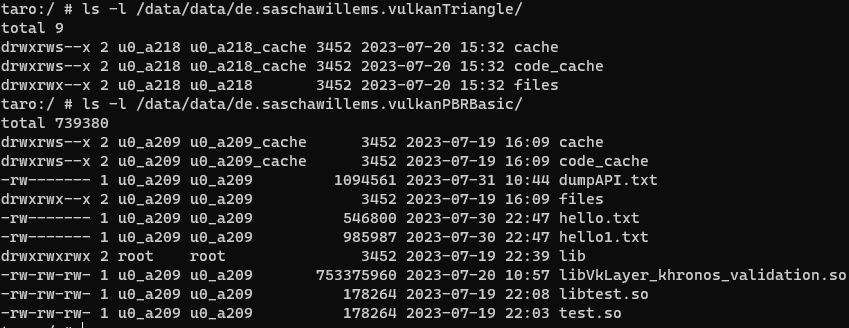 taro:/ # ls -l /data/data/de.saschawillems.vulkanTriangle/
total 9
drwxrws--x 2 u0_a218 u0_a218_cache 3452 2023-07-20 15:32 cache
drwxrws--x 2 u0_a218 u0_a218_cache 3452 2023-07-20 15:32 code_cache
drwxrwx--x 2 u0_a218 u0_a218       3452 2023-07-20 15:32 files
taro:/ # ls -l /data/data/de.saschawillems.vulkanPBRBasic/
total 739380
drwxrws--x 2 u0_a209 u0_a209_cache      3452 2023-07-19 16:09 cache
drwxrws--x 2 u0_a209 u0_a209_cache      3452 2023-07-19 16:09 code_cache
-rw------- 1 u0_a209 u0_a209         1094561 2023-07-31 10:44 dumpAPI.txt
drwxrwx--x 2 u0_a209 u0_a209            3452 2023-07-19 16:09 files
-rw------- 1 u0_a209 u0_a209          546800 2023-07-30 22:47 hello.txt
-rw------- 1 u0_a209 u0_a209          985987 2023-07-30 22:47 hello1.txt
drwxrwxrwx 2 root    root               3452 2023-07-19 22:39 lib
-rw-rw-rw- 1 u0_a209 u0_a209       753375960 2023-07-20 10:57 libVkLayer_khronos_validation.so
-rw-rw-rw- 1 u0_a209 u0_a209          178264 2023-07-19 22:08 libtest.so
-rw-rw-rw- 1 u0_a209 u0_a209          178264 2023-07-19 22:03 test.so
taro:/ #